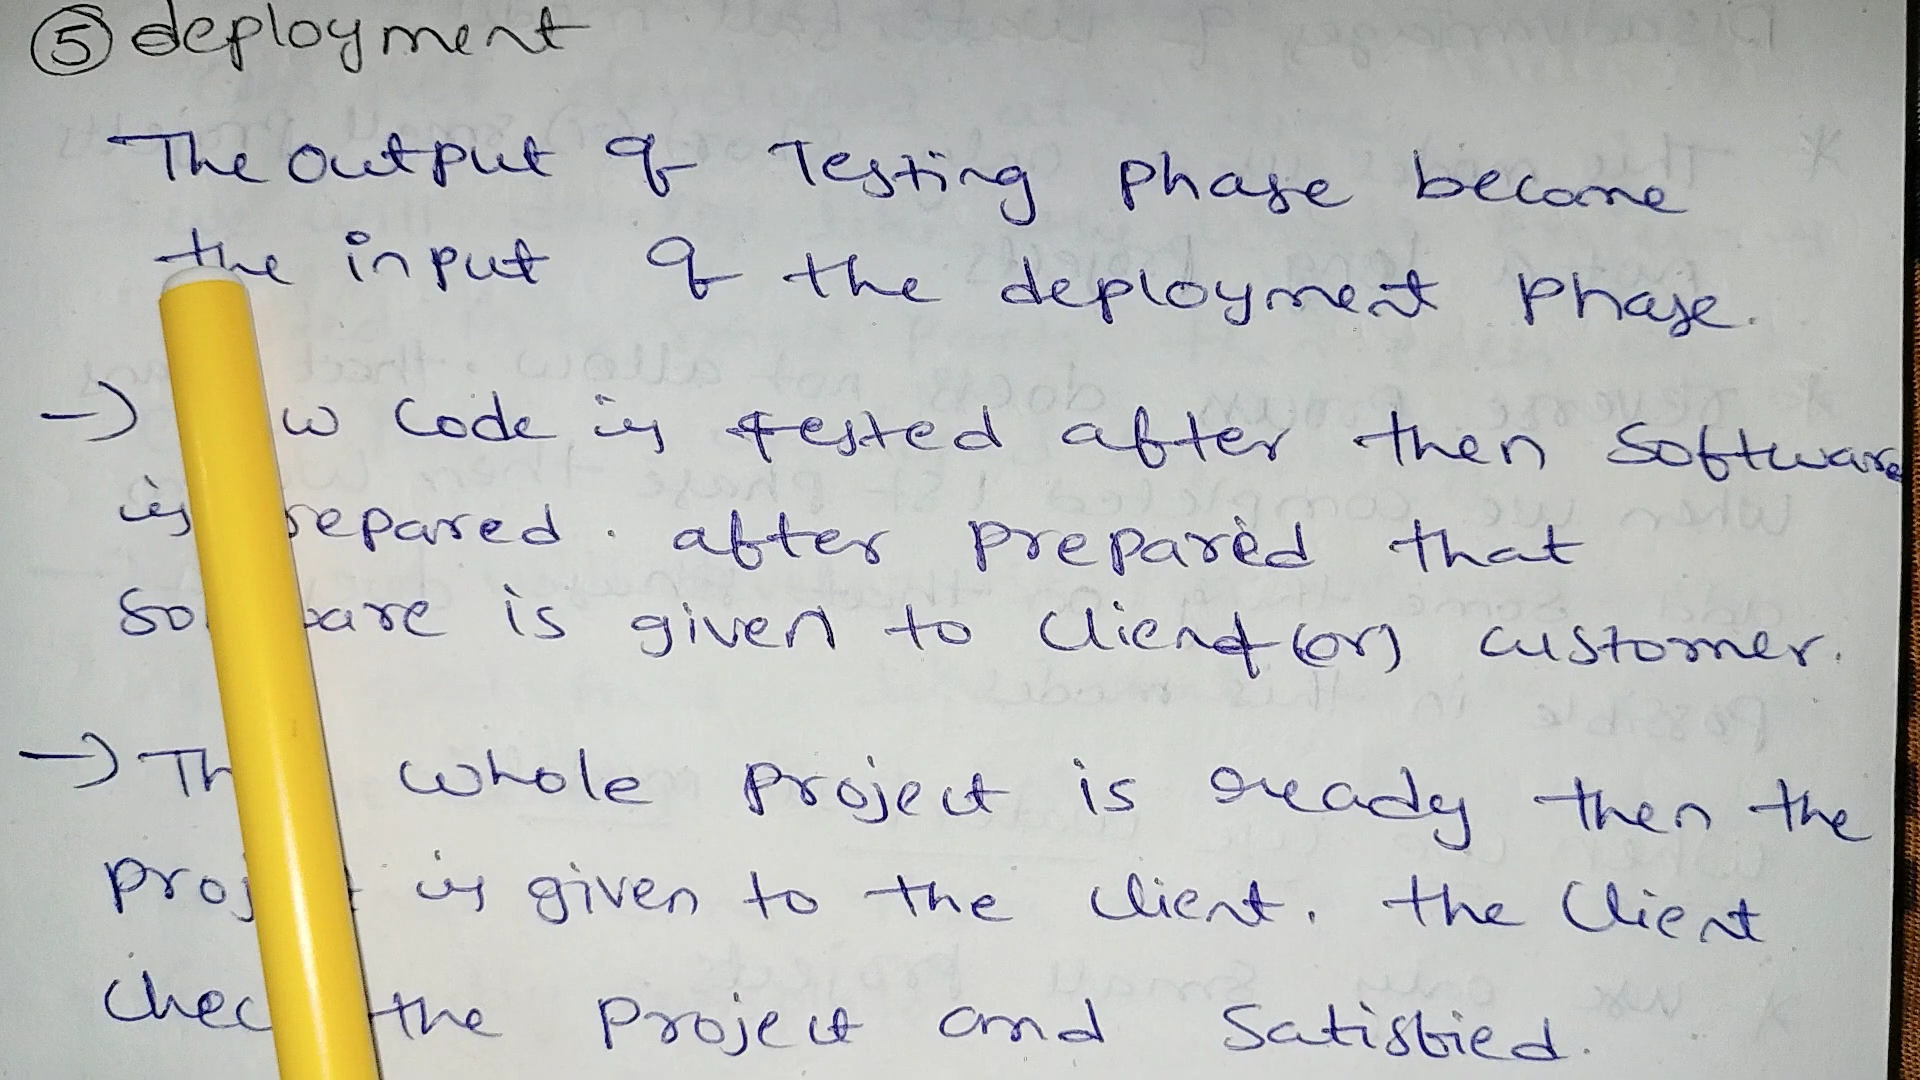 5 deployment
The output of Testing phase become
the input of the deployment phase.
→ w code is tested after then software
is repared. after prepared that
so ware is given to client (or) customer.
→ Th whole project is ready then the
proj t is given to the client. the client
chec the project and satisfied.